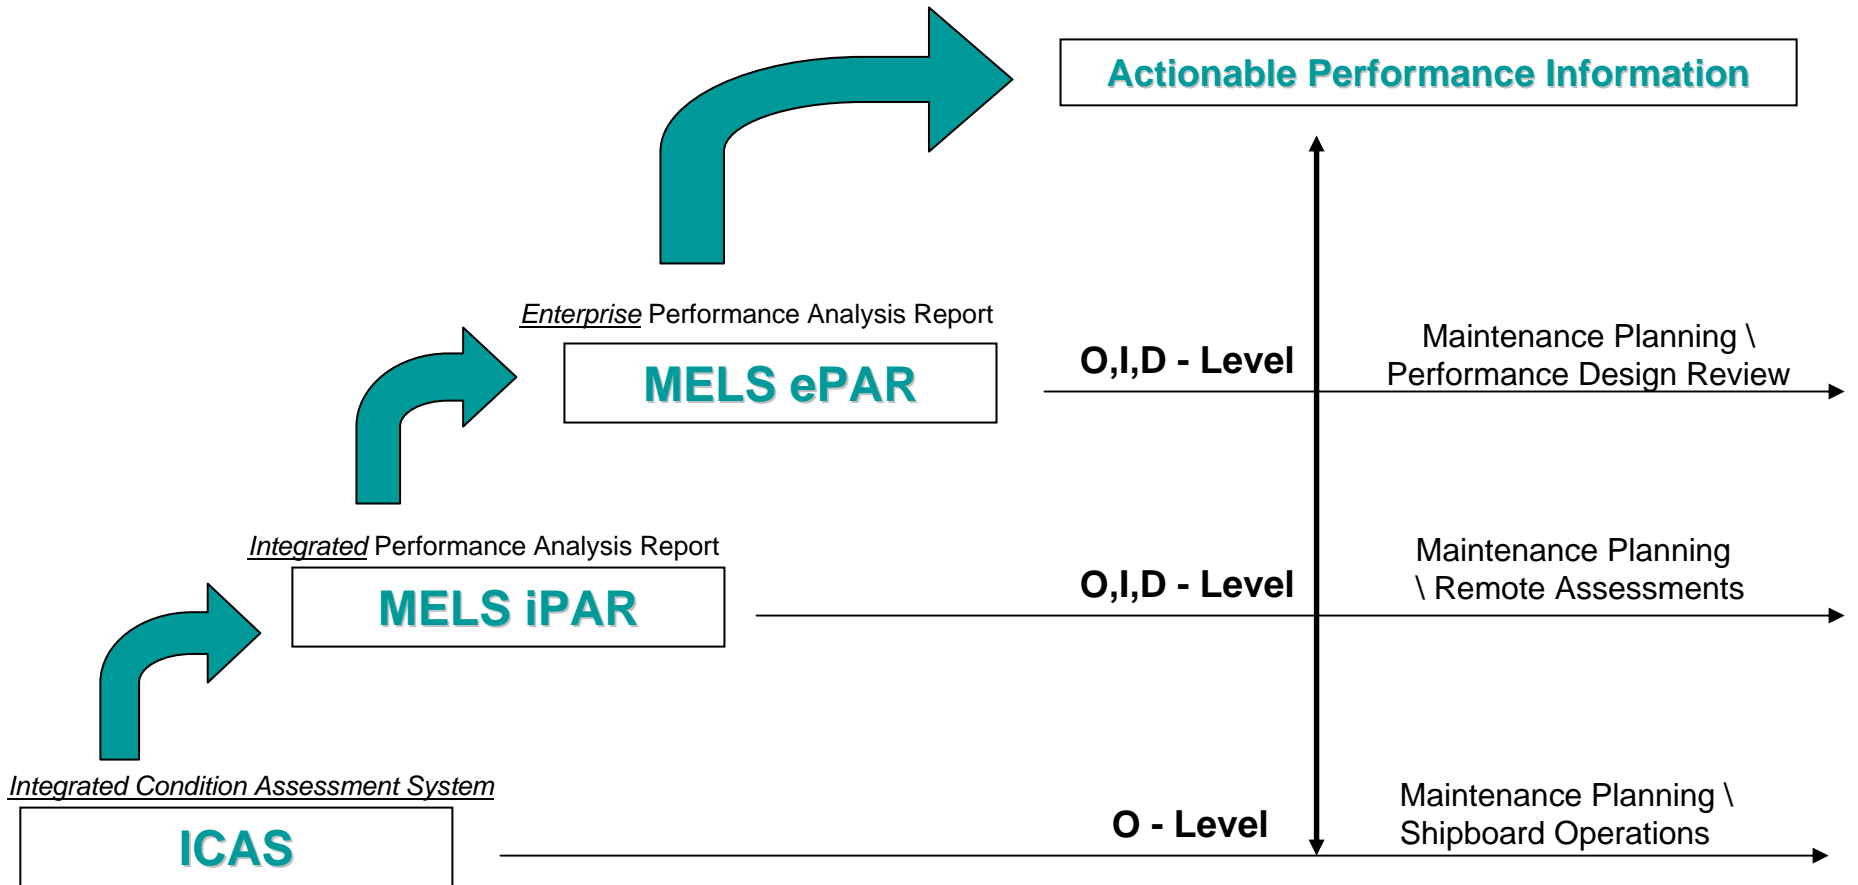 Actionable Performance Information
Enterprise Performance Analysis Report
MELS ePAR
O,I,D - Level
Maintenance Planning \
Performance Design Review
Integrated Performance Analysis Report
MELS iPAR
O,I,D - Level
Maintenance Planning
\ Remote Assessments
Integrated Condition Assessment System
ICAS
O - Level
Maintenance Planning \
Shipboard Operations